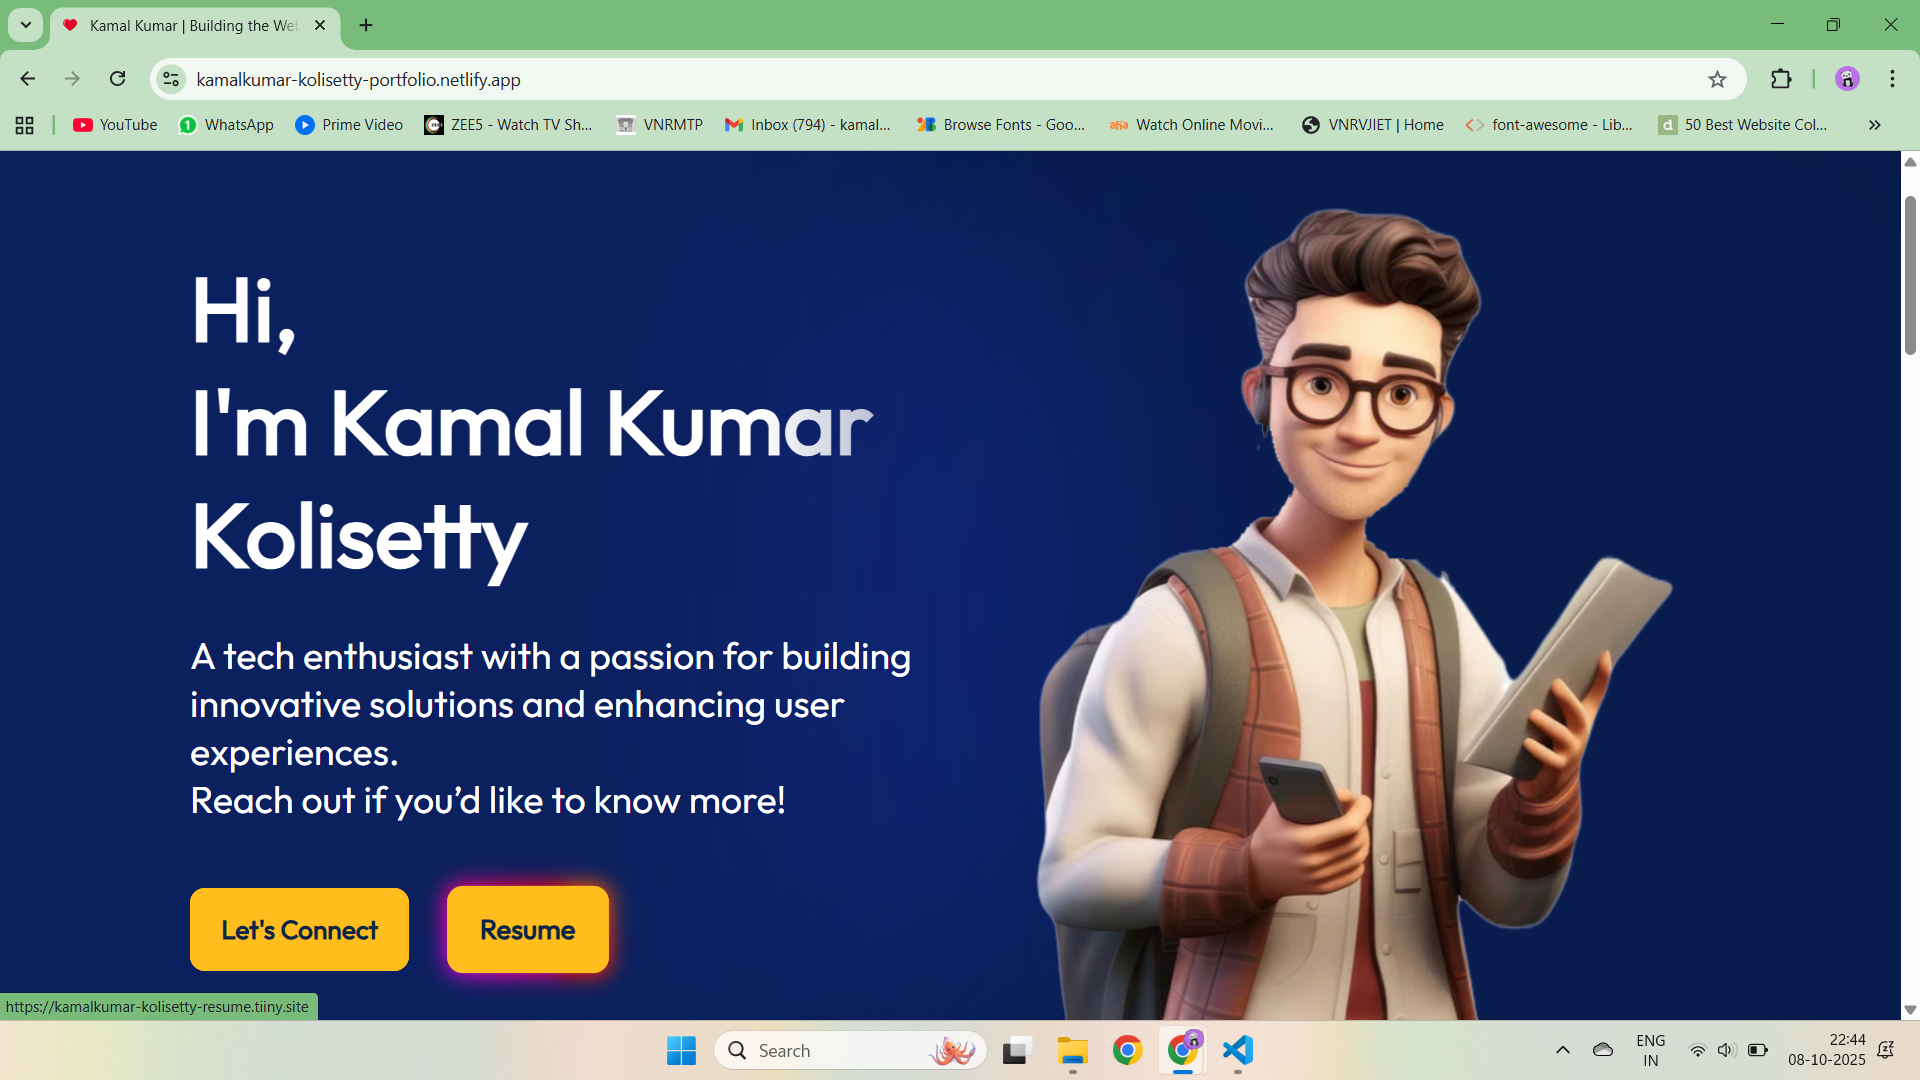 Kamal Kumar | Building the Wel
kamalkumar-kolisetty-portfolio.netlify.app
YouTube
WhatsApp
Prime Video
ZEE5 - Watch TV Sh...
VNRMTP
Inbox (794) - kamal...
Browse Fonts - Goo...
aha
Watch Online Movi...
VNRVJIET | Home
font-awesome - Lib...
d
50 Best Website Col...
Hi,
I'm Kamal Kumar
Kolisetty
A tech enthusiast with a passion for building
innovative solutions and enhancing user
experiences.
Reach out if you’d like to know more!
Let's Connect
Resume
https://kamalkumar-kolisetty-resume.tiiny.site
Search
ENG
IN
22:44
08-10-2025